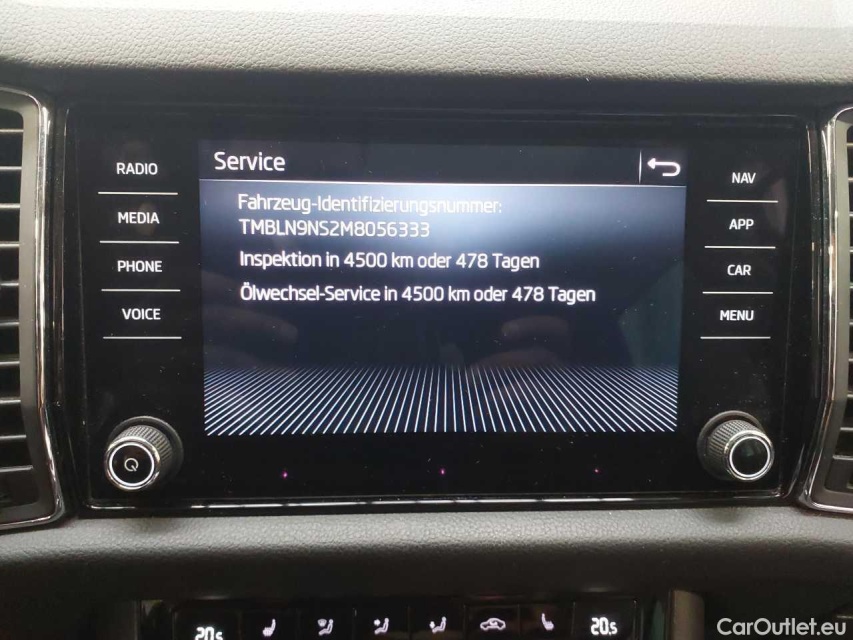 Service
Fahrzeug-Identifizierungsnummer:
TMBLN9NS2M8056333
Inspektion in 4500 km oder 478 Tagen
Ölwechsel-Service in 4500 km oder 478 Tagen
RADIO
MEDIA
PHONE
VOICE
NAV
APP
CAR
MENU
20.5
20.5
CarOutlet.eu